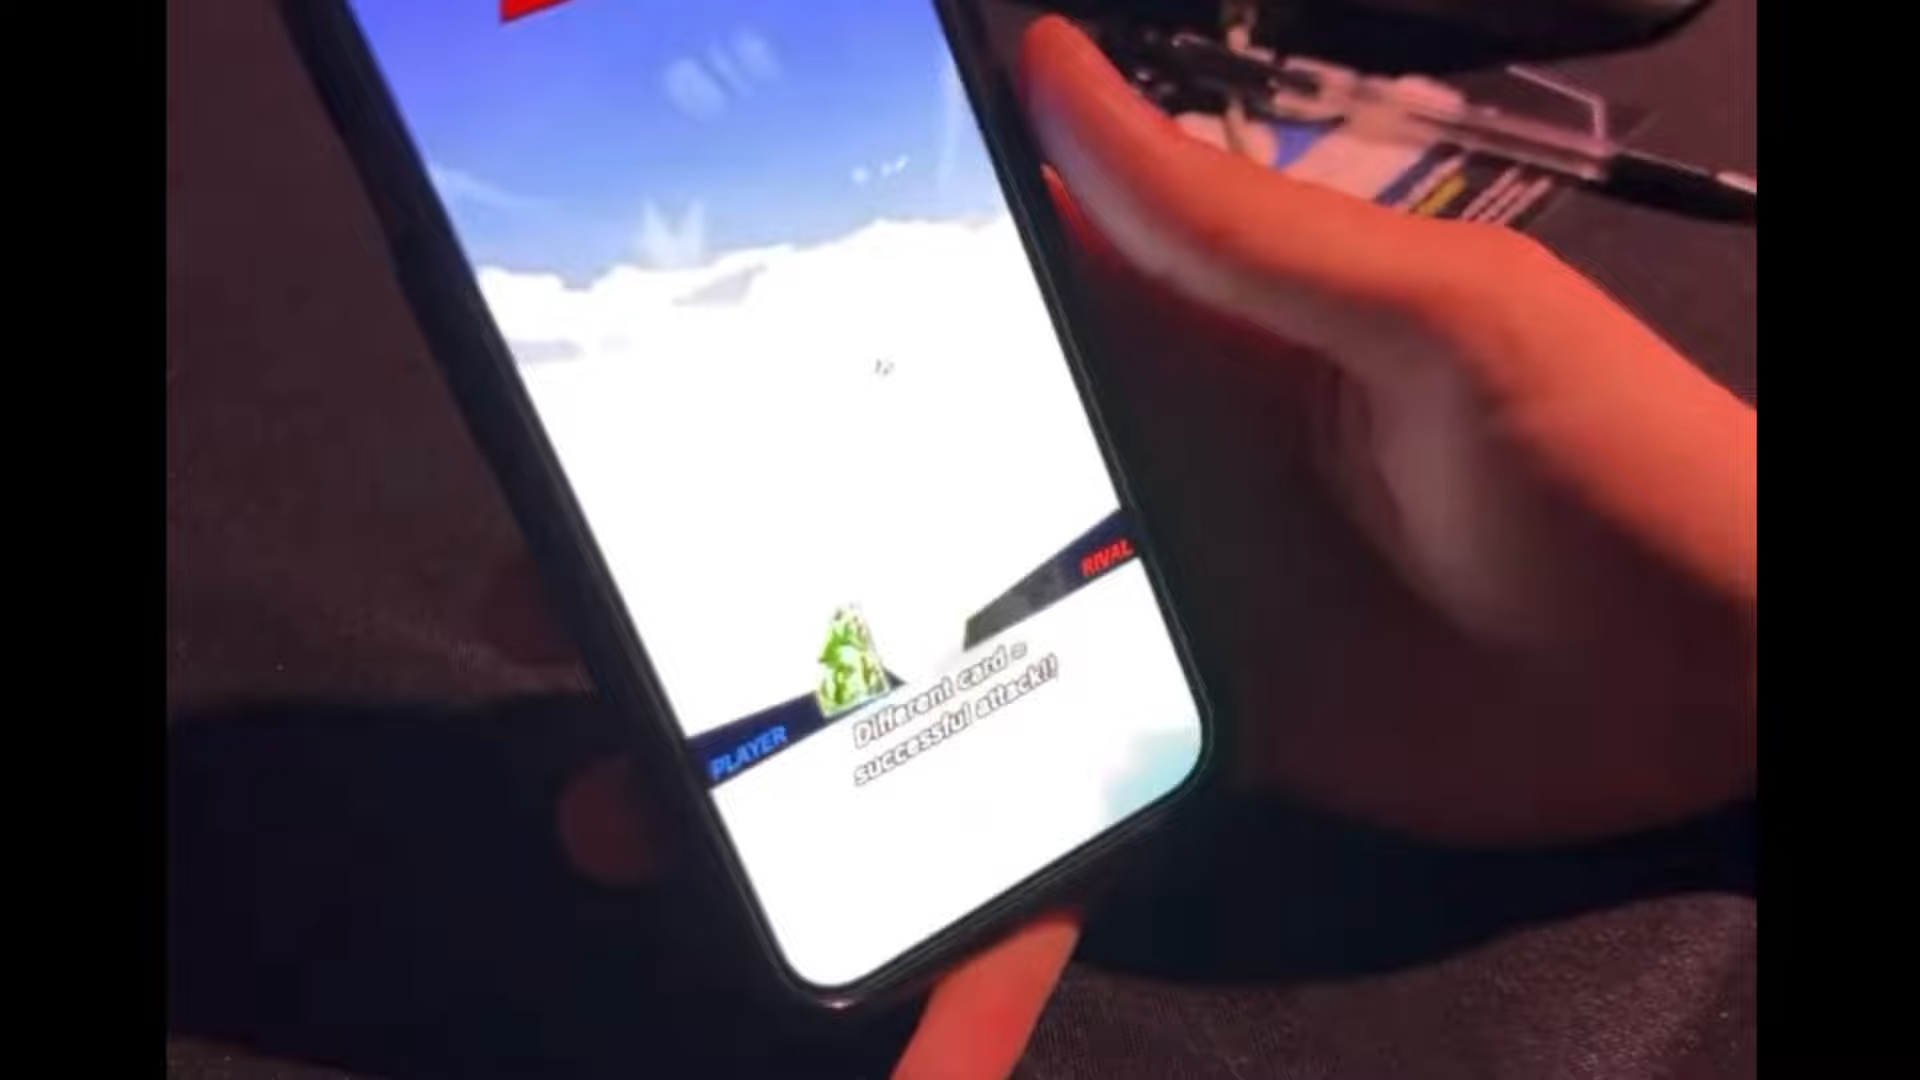 RIVAL
PLAYER
Different card =
successful attack!!